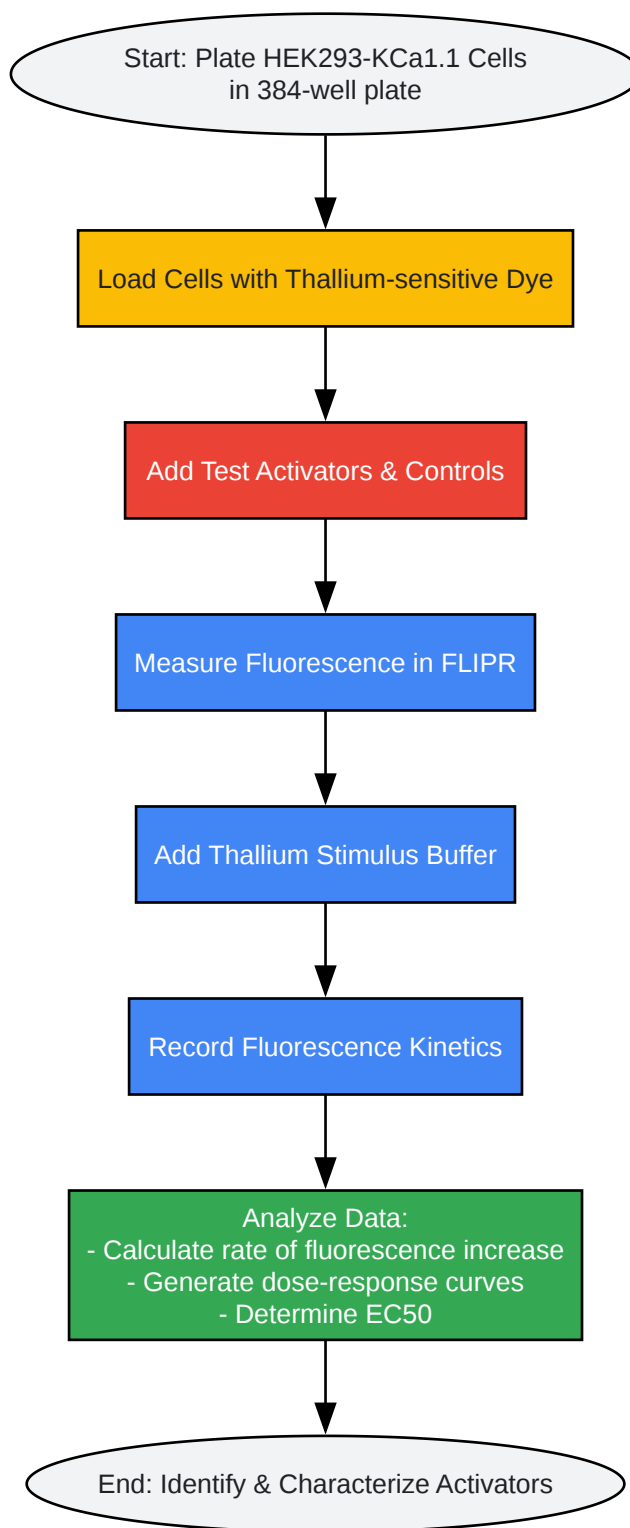 Start: Plate HEK293-KCa1.1 Cells
in 384-well plate
Load Cells with Thallium-sensitive Dye
Add Test Activators & Controls
Measure Fluorescence in FLIPR
Add Thallium Stimulus Buffer
Record Fluorescence Kinetics
Analyze Data:
- Calculate rate of fluorescence increase
- Generate dose-response curves
- Determine EC50
End: Identify & Characterize Activators